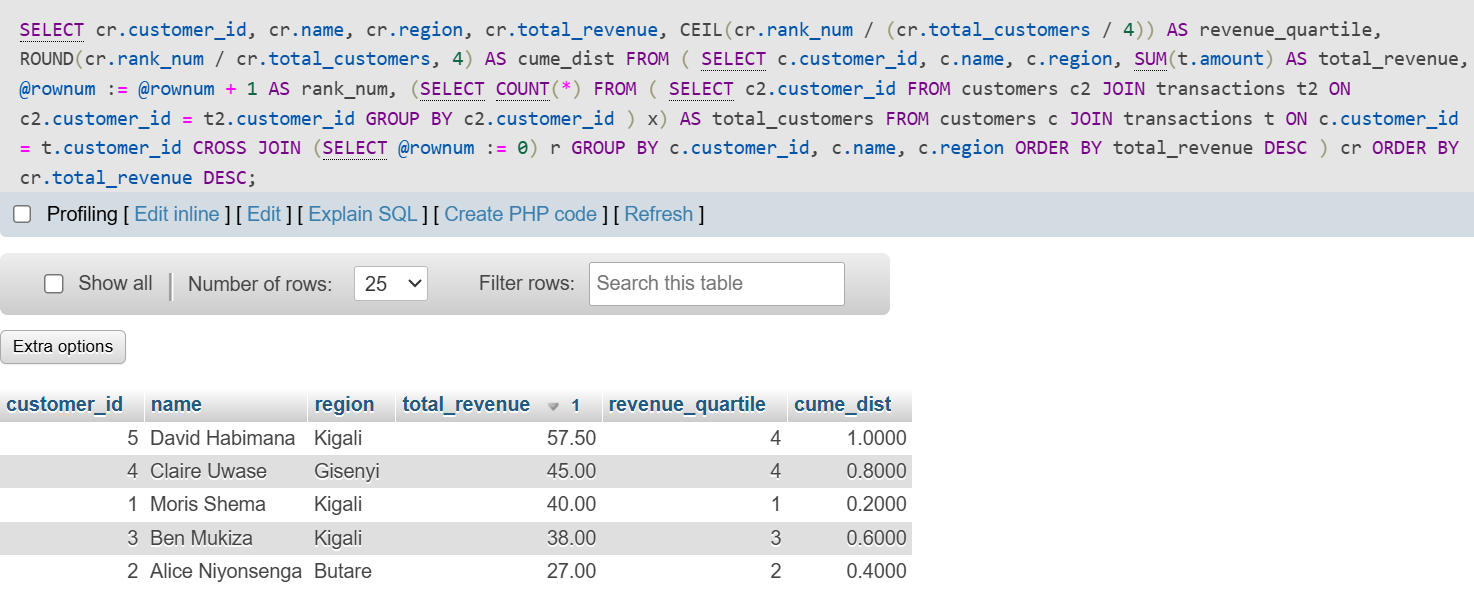 SELECT cr.customer_id, cr.name, cr.region, cr.total_revenue, CEIL(cr.rank_num / (cr.total_customers / 4)) AS revenue_quartile,
ROUND(cr.rank_num / cr.total_customers, 4) AS cume_dist FROM ( SELECT c.customer_id, c.name, c.region, SUM(t.amount) AS total_revenue,
@rownum := @rownum + 1 AS rank_num, (SELECT COUNT(*) FROM ( SELECT c2.customer_id FROM customers c2 JOIN transactions t2 ON
c2.customer_id = t2.customer_id GROUP BY c2.customer_id ) x) AS total_customers FROM customers c JOIN transactions t ON c.customer_id
= t.customer_id CROSS JOIN (SELECT @rownum := 0) r GROUP BY c.customer_id, c.name, c.region ORDER BY total_revenue DESC ) cr ORDER BY
cr.total_revenue DESC;
Profiling [ Edit inline ] [ Edit ] [ Explain SQL ] [ Create PHP code ] [ Refresh ]
Show all Number of rows: 25 Filter rows: Search this table
Extra options
customer_id name region total_revenue 1 revenue_quartile cume_dist
5 David Habimana Kigali 57.50 4 1.0000
4 Claire Uwase Gisenyi 45.00 4 0.8000
1 Moris Shema Kigali 40.00 1 0.2000
3 Ben Mukiza Kigali 38.00 3 0.6000
2 Alice Niyonsenga Butare 27.00 2 0.4000